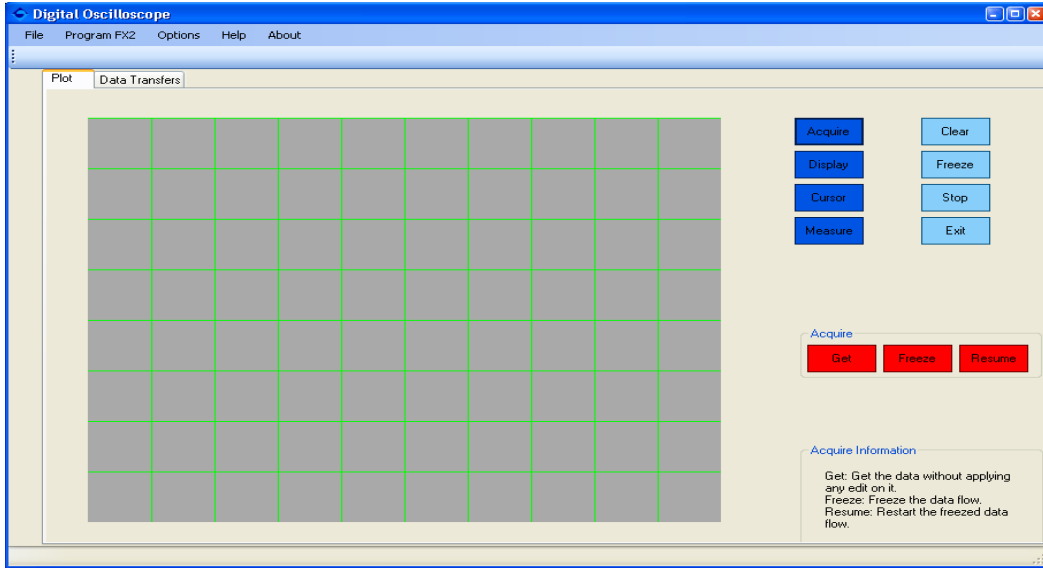 Digital Oscilloscope
File Program FX2 Options Help About
Plot Data Transfers
Acquire Clear
Display Freeze
Cursor Stop
Measure Exit
Acquire
Get Freeze Resume
Acquire Information
Get: Get the data without applying
any edit on it.
Freeze: Freeze the data flow.
Resume: Restart the freezed data
flow.